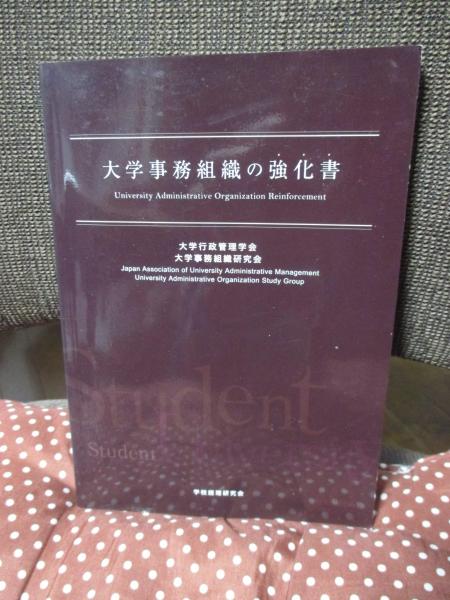 大学事務組織の強化書
University Administrative Organization Reinforcement
大学行政管理学会
大学事務組織研究会
Japan Association of University Administrative Management
University Administrative Organization Study Group
Student
Student
学校経理研究会